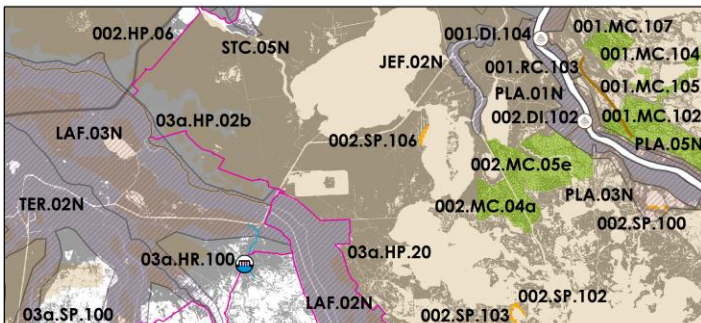 001.DI.104
001.MC.107
002.HP.06
STC.05N
001.MC.104
JEF.02N
001.RC.103
001.MC.105
PLA.01N
03a.HP.02b
002.DI.102
001.MC.102
LAF.03N
002.SP.106
PLA.05N
002.MC.05e
PLA.03N
TER.02N
002.MC.04a
002.SP.100
03a.HR.100
03a.HP.20
LAF.02N
002.SP.102
03a.SP.100
002.SP.103